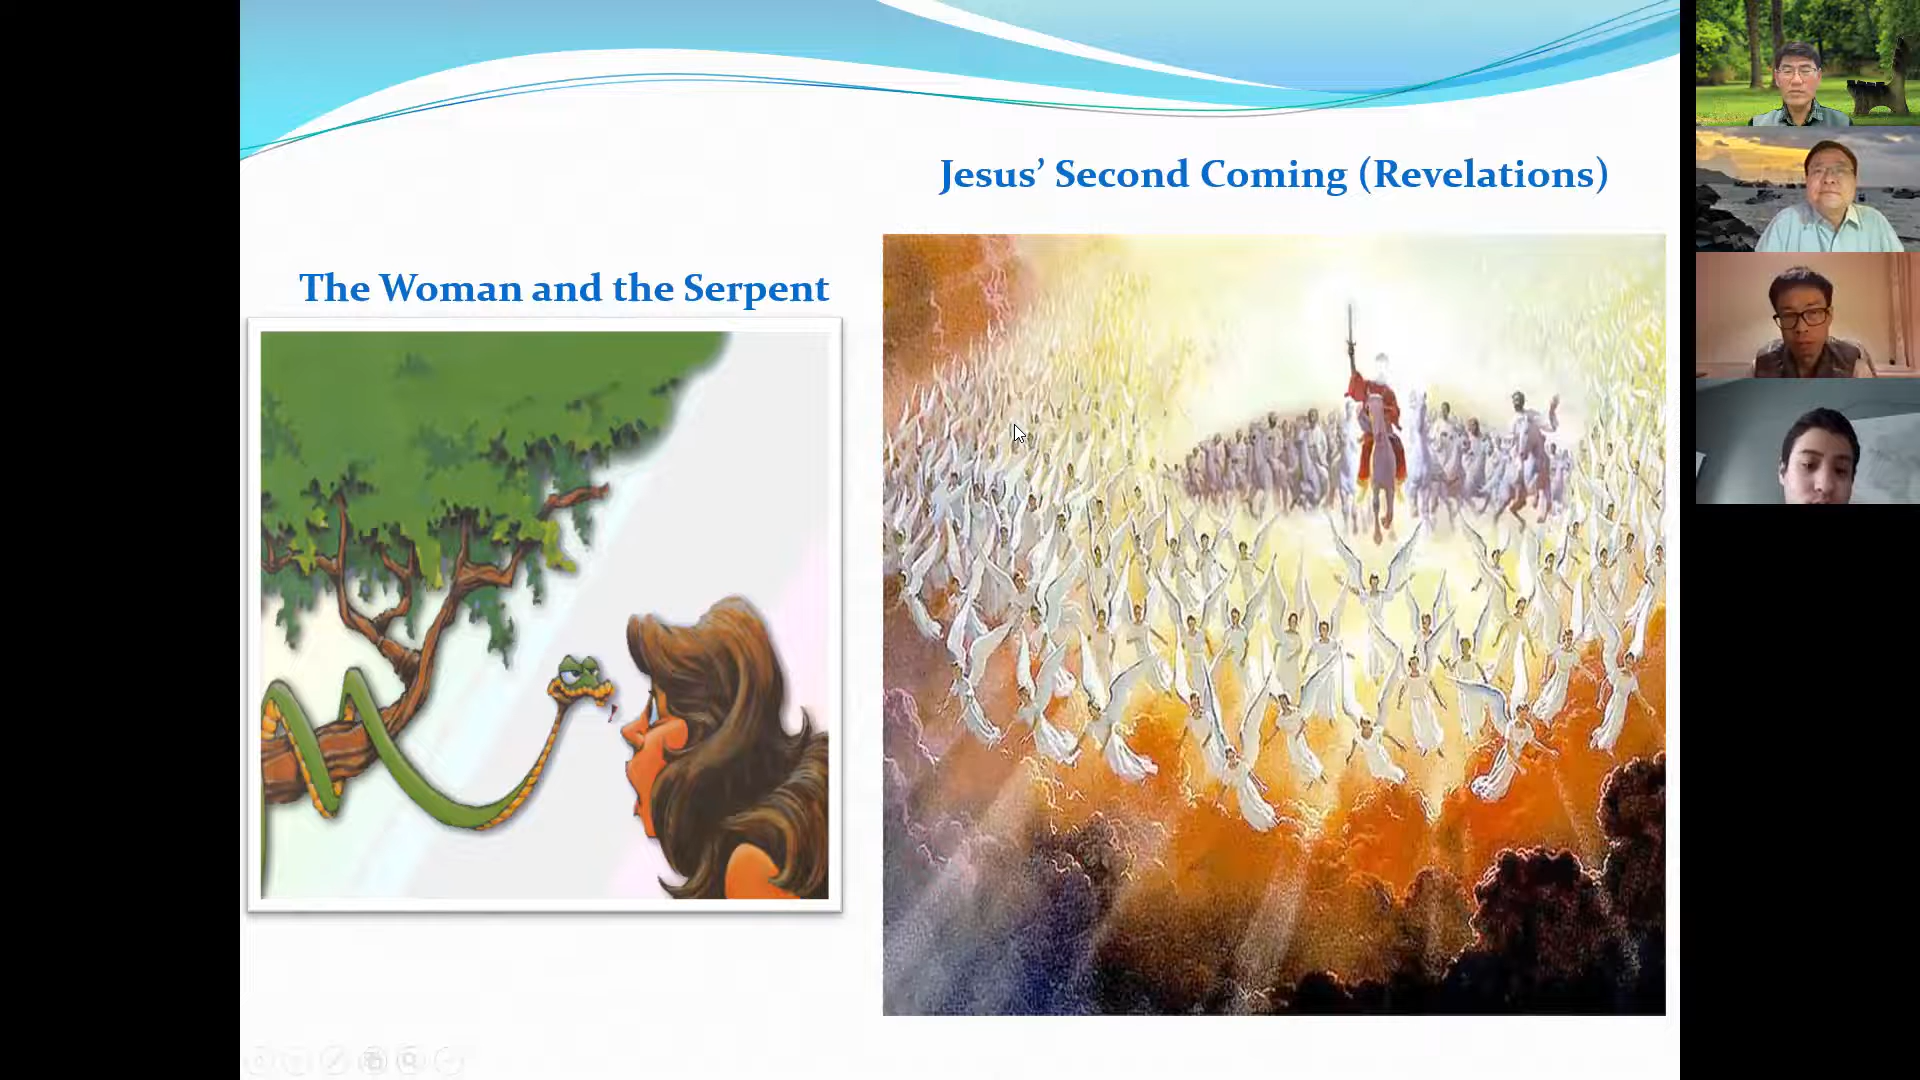 Jesus’ Second Coming (Revelations)
The Woman and the Serpent